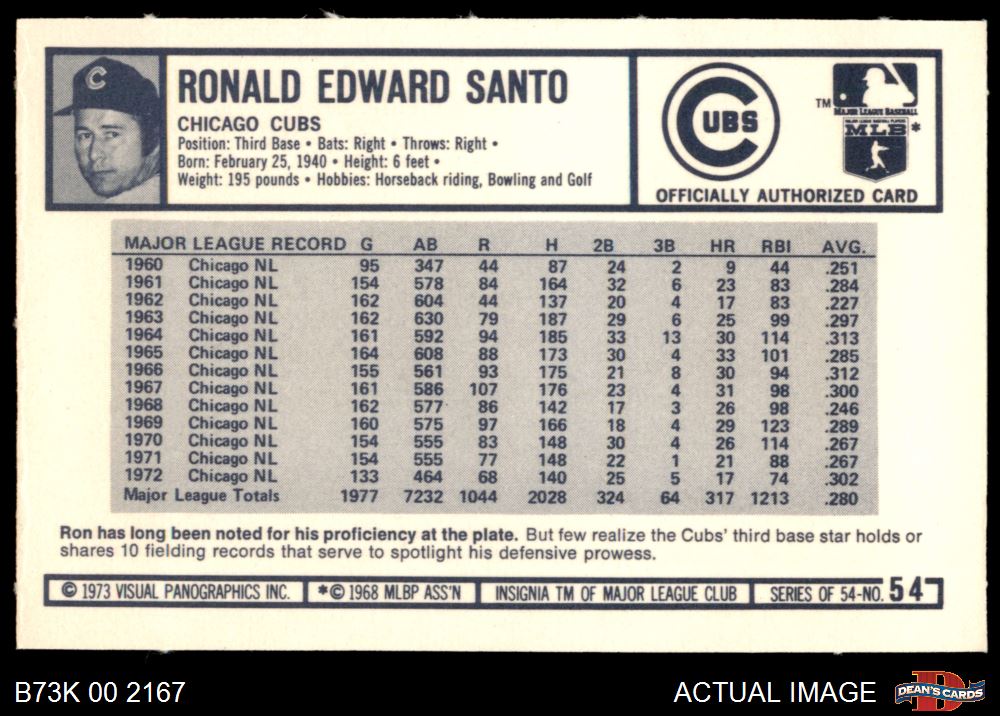 C
RONALD EDWARD SANTO
CHICAGO CUBS
Position: Third Base • Bats: Right • Throws: Right •
Born: February 25, 1940 • Height: 6 feet •
Weight: 195 pounds • Hobbies: Horseback riding, Bowling and Golf
CUBS
TM
MAJOR LEAGUE BASEBALL
MAJOR LEAGUE BASEBALL PLAYERS
MLB *
OFFICIALLY AUTHORIZED CARD
MAJOR LEAGUE RECORD G AB R H 2B 3B HR RBI AVG.
1960 Chicago NL 95 347 44 87 24 2 9 44 .251
1961 Chicago NL 154 578 84 164 32 6 23 83 .284
1962 Chicago NL 162 604 44 137 20 4 17 83 .227
1963 Chicago NL 162 630 79 187 29 6 25 99 .297
1964 Chicago NL 161 592 94 185 33 13 30 114 .313
1965 Chicago NL 164 608 88 173 30 4 33 101 .285
1966 Chicago NL 155 561 93 175 21 8 30 94 .312
1967 Chicago NL 161 586 107 176 23 4 31 98 .300
1968 Chicago NL 162 577 86 142 17 3 26 98 .246
1969 Chicago NL 160 575 97 166 18 4 29 123 .289
1970 Chicago NL 154 555 83 148 30 4 26 114 .267
1971 Chicago NL 154 555 77 148 22 1 21 88 .267
1972 Chicago NL 133 464 68 140 25 5 17 74 .302
Major League Totals 1977 7232 1044 2028 324 64 317 1213 .280
Ron has long been noted for his proficiency at the plate. But few realize the Cubs' third base star holds or
shares 10 fielding records that serve to spotlight his defensive prowess.
© 1973 VISUAL PANOGRAPHICS INC. *© 1968 MLBP ASS'N INSIGNIA TM OF MAJOR LEAGUE CLUB SERIES OF 54-NO. 54
B73K 00 2167
ACTUAL IMAGE
D
DEAN'S CARDS